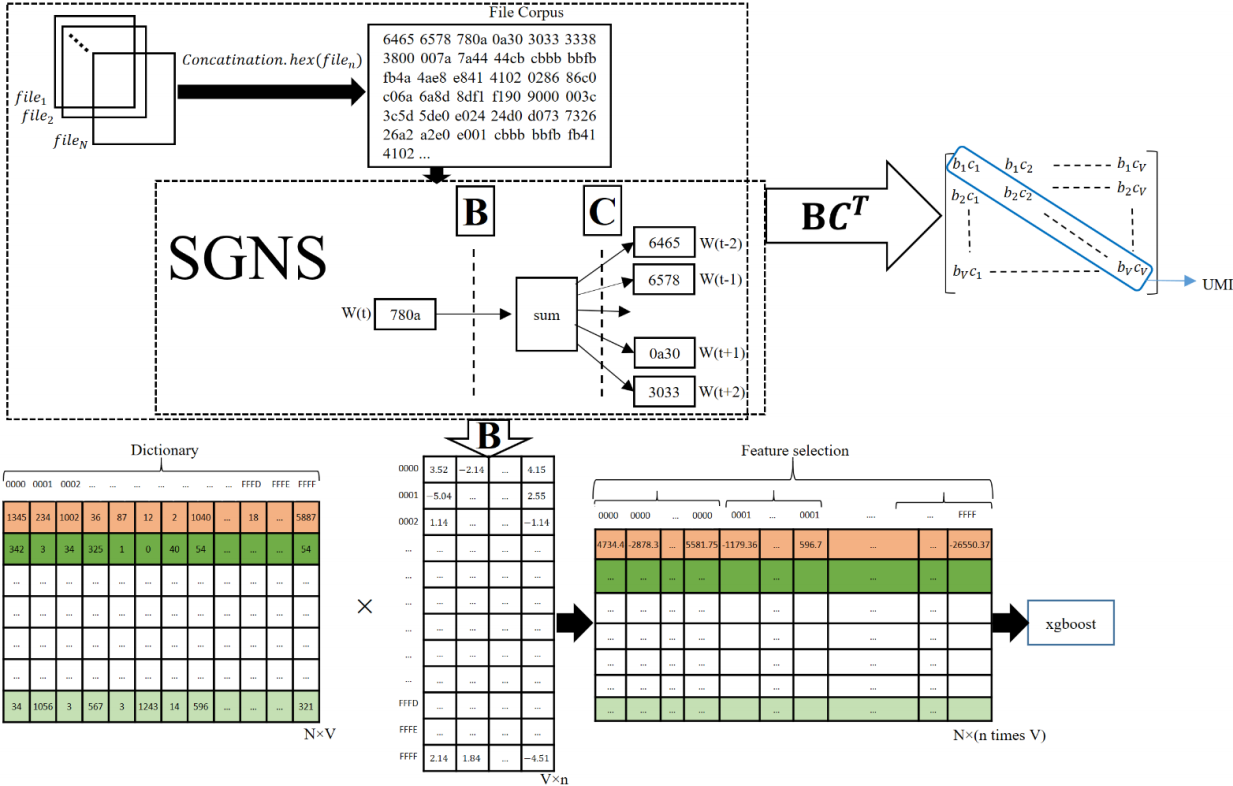 File Corpus
6465 6578 780a 0a30 3033 3338
3800 007a 7a44 44cb cbbb bbfb
fb4a 4ae8 e841 4102 0286 86c0
c06a 6a8d 8df1 f190 9000 003c
3c5d 5de0 e024 24d0 d073 7326
26a2 a2e0 e001 cbbb bbfb fb41
4102 ...
Concatination.hex(file_n)
file_1
file_2
file_N
SGNS
B
C
W(t)
780a
sum
6465 W(t-2)
6578 W(t-1)
0a30 W(t+1)
3033 W(t+2)
BC^T
b_1c_1 b_1c_2 b_1c_V
b_2c_1 b_2c_2 b_2c_V
b_Vc_1 b_Vc_V
UMI
B
Dictionary
0000 0001 0002 ... ... ... ... ... ... FFFD FFFE FFFF
1345 234 1002 36 87 12 2 1040 ... 18 ... 5887
342 3 34 325 1 0 40 54 ... ... ... 54
... ... ... ... ... ... ... ... ... ... ... ...
... ... ... ... ... ... ... ... ... ... ... ...
... ... ... ... ... ... ... ... ... ... ... ...
... ... ... ... ... ... ... ... ... ... ... ...
34 1056 3 567 3 1243 14 596 ... ... ... 321
N×V
×
0000 3.52 −2.14 ... 4.15
0001 −5.04 ... ... 2.55
0002 1.14 ... ... −1.14
... ... ... ... ...
... ... ... ... ...
... ... ... ... ...
... ... ... ... ...
... ... ... ... ...
... ... ... ... ...
FFFD ... ... ... ...
FFFE ... ... ... ...
FFFF 2.14 1.84 ... −4.51
V×n
Feature selection
0000 0000 ... 0000 0001 ... 0001 .... ... FFFF
4734.4 -2878.3 ... 5581.75 -1179.36 ... 596.7 ... ... -26550.37
... ... ... ... ... ... ... ... ... ...
... ... ... ... ... ... ... ... ... ...
... ... ... ... ... ... ... ... ... ...
... ... ... ... ... ... ... ... ... ...
... ... ... ... ... ... ... ... ... ...
... ... ... ... ... ... ... ... ... ...
N×(n times V)
xgboost